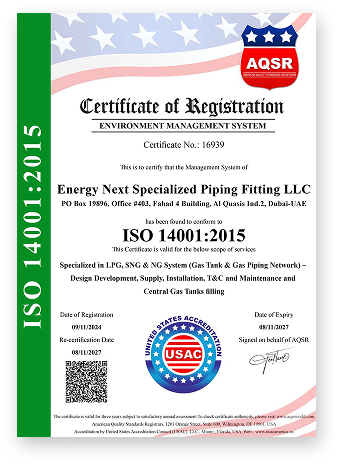 AQSR
AMERICAN QUALITY STANDARDS REGISTRARS
Certificate of Registration
ENVIRONMENT MANAGEMENT SYSTEM
Certificate No.: 16939
This is to certify that the Management System of
Energy Next Specialized Piping Fitting LLC
PO Box 19896, Office #403, Fahad 4 Building, Al Quasis Ind.2, Dubai-UAE
has been found to conform to
ISO 14001:2015
This Certificate is valid for the below scope of services
Specialized in LPG, SNG & NG System (Gas Tank & Gas Piping Network) –
Design Development, Supply, Installation, T&C and Maintenance and
Central Gas Tanks filling
Date of Registration
09/11/2024
Re-certification Date
08/11/2027
UNITED STATES ACCREDITATION
USAC
Date of Expiry
08/11/2027
Signed on behalf of AQSR
The certificate is valid for three years subject to satisfactory annual assessment.To check certificate authenticity, please visit
American Quality Standards Registrars, 1201 Orange Street, Suite 600, Wilmington, DE 19801, USA
Accreditation by United States Accreditation Council (USAC), LLC, Miami, Florida, USA (Web:
ISO 14001:2015